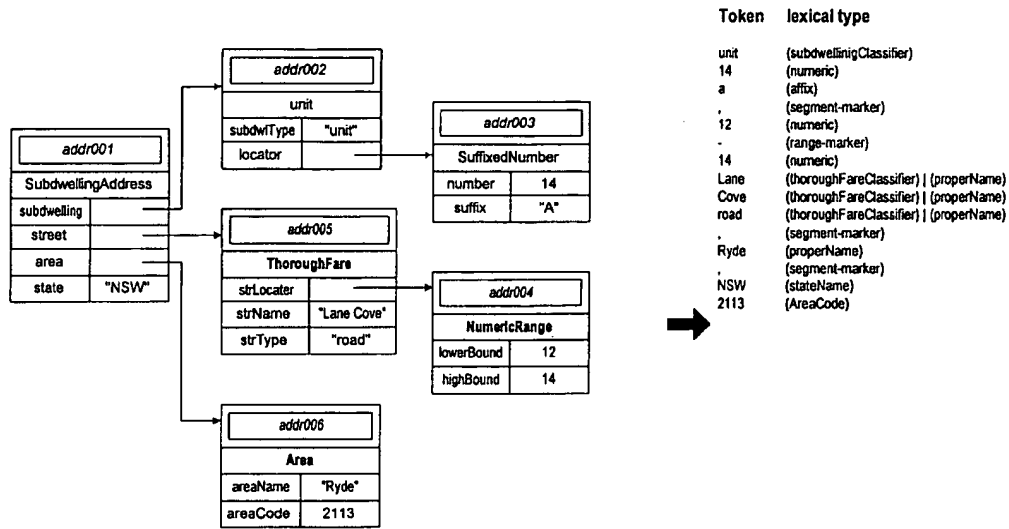 addr001
SubdwellingAddress
subdwelling
street
area
state "NSW"
addr002
unit
subdwlType "unit"
locator
addr003
SuffixedNumber
number 14
suffix "A"
addr005
ThoroughFare
strLocater
strName "Lane Cove"
strType "road"
addr004
NumericRange
lowerBound 12
highBound 14
addr006
Area
areaName "Ryde"
areaCode 2113
Token lexical type
unit (subdwellinigClassifier)
14 (numeric)
a (affix)
, (segment-marker)
12 (numeric)
- (range-marker)
14 (numeric)
Lane (thoroughFareClassifier) | (properName)
Cove (thoroughFareClassifier) | (properName)
road (thoroughFareClassifier) | (properName)
, (segment-marker)
Ryde (properName)
, (segment-marker)
NSW (stateName)
2113 (AreaCode)